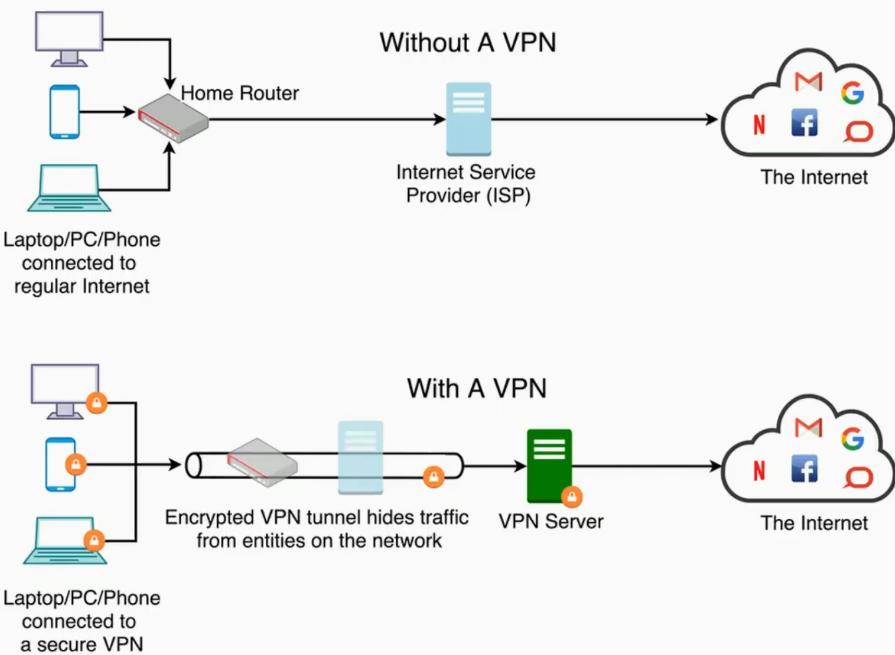 Without A VPN
Home Router
Internet Service
Provider (ISP)
G
N
f
The Internet
Laptop/PC/Phone
connected to
regular Internet
With A VPN
Encrypted VPN tunnel hides traffic
from entities on the network
VPN Server
G
N
f
The Internet
Laptop/PC/Phone
connected to
a secure VPN